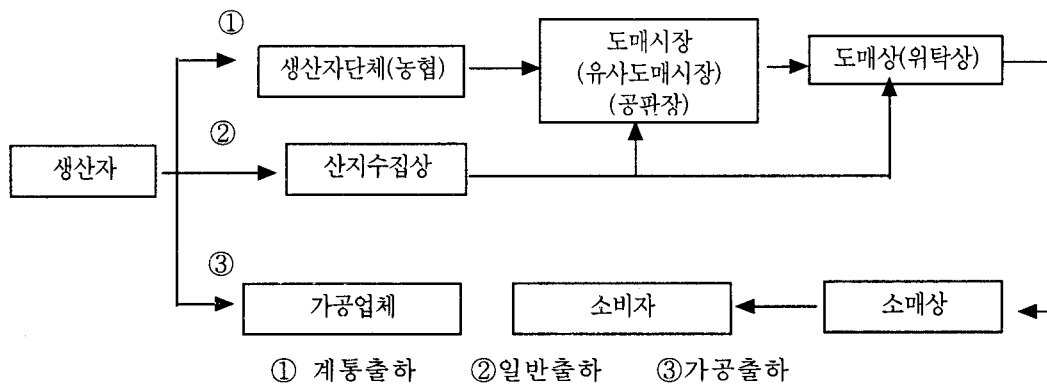 ①
생산자단체(농협)
도매시장
(유사도매시장)
(공판장)
도매상(위탁상)
②
생산자
산지수집상
③
가공업체
소비자
소매상
① 계통출하 ②일반출하 ③가공출하